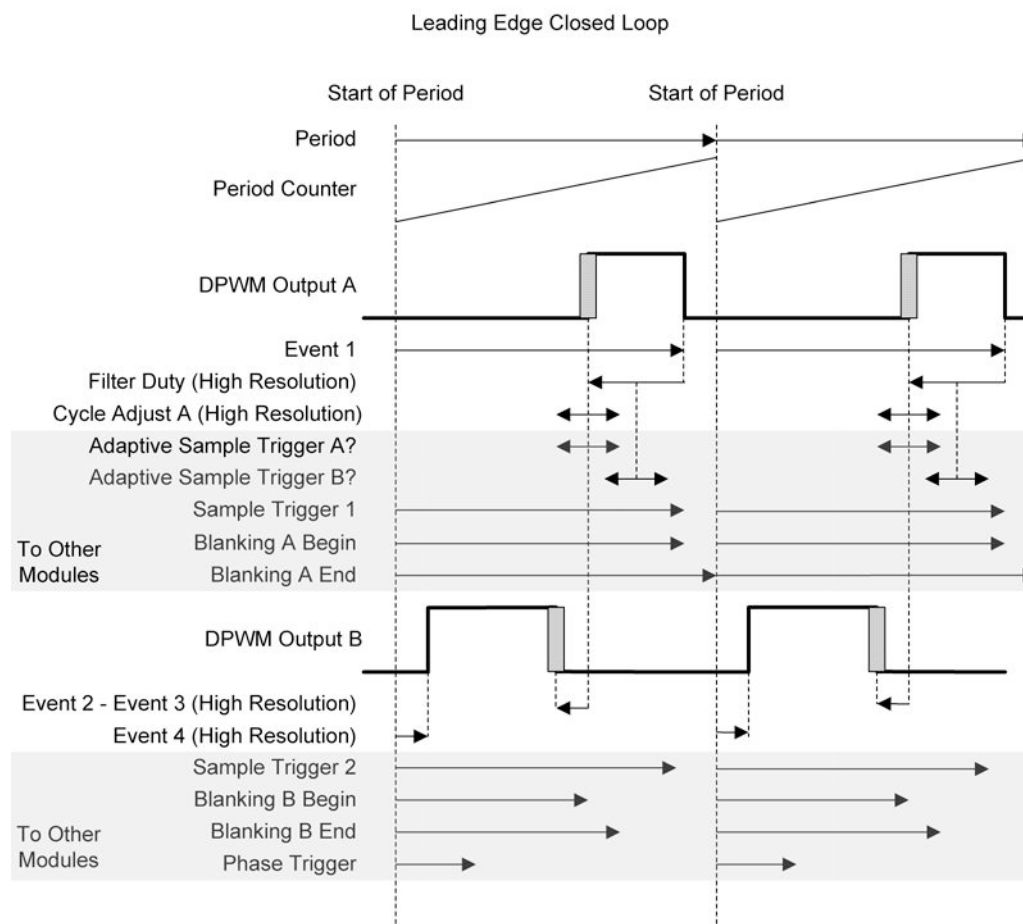 Leading Edge Closed Loop
Start of Period
Start of Period
Period
Period Counter
DPWM Output A
Event 1
Filter Duty (High Resolution)
Cycle Adjust A (High Resolution)
Adaptive Sample Trigger A?
Adaptive Sample Trigger B?
Sample Trigger 1
Blanking A Begin
To Other
Modules
Blanking A End
DPWM Output B
Event 2 - Event 3 (High Resolution)
Event 4 (High Resolution)
Sample Trigger 2
Blanking B Begin
Blanking B End
To Other
Modules
Phase Trigger